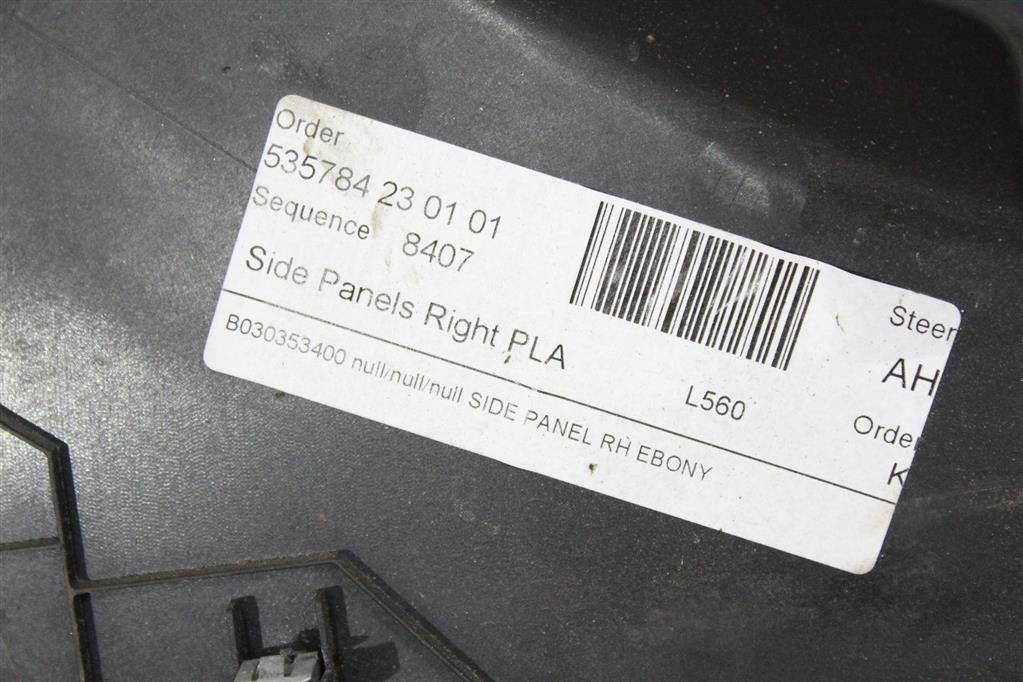 Order
535784 23 01 01
Sequence 8407
Side Panels Right PLA
B030353400 null/null/null SIDE PANEL RH EBONY
L560
Steer
AH
Order
K